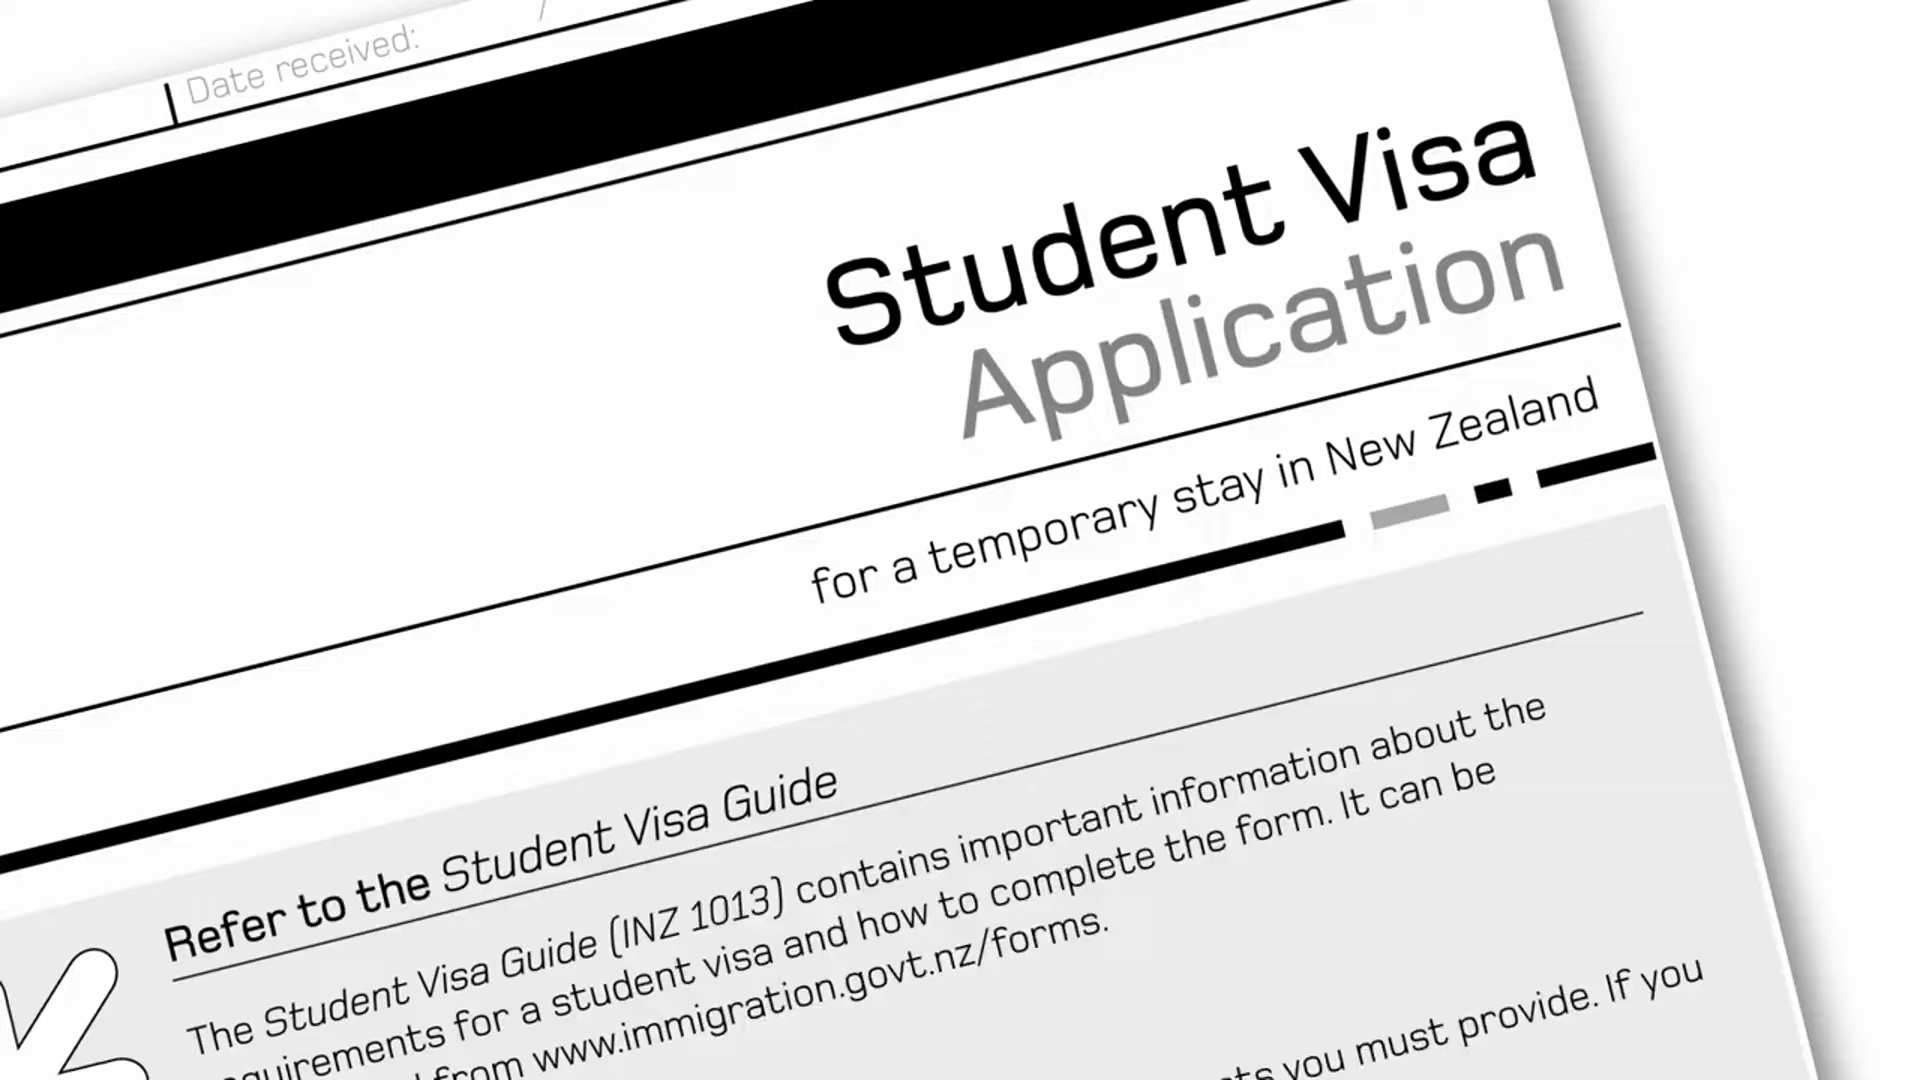 Date received: /
Student Visa
Application
for a temporary stay in New Zealand
Refer to the Student Visa Guide
The Student Visa Guide (INZ 1013) contains important information about the
quirements for a student visa and how to complete the form. It can be
from www.immigration.govt.nz/forms.
you must provide. If you